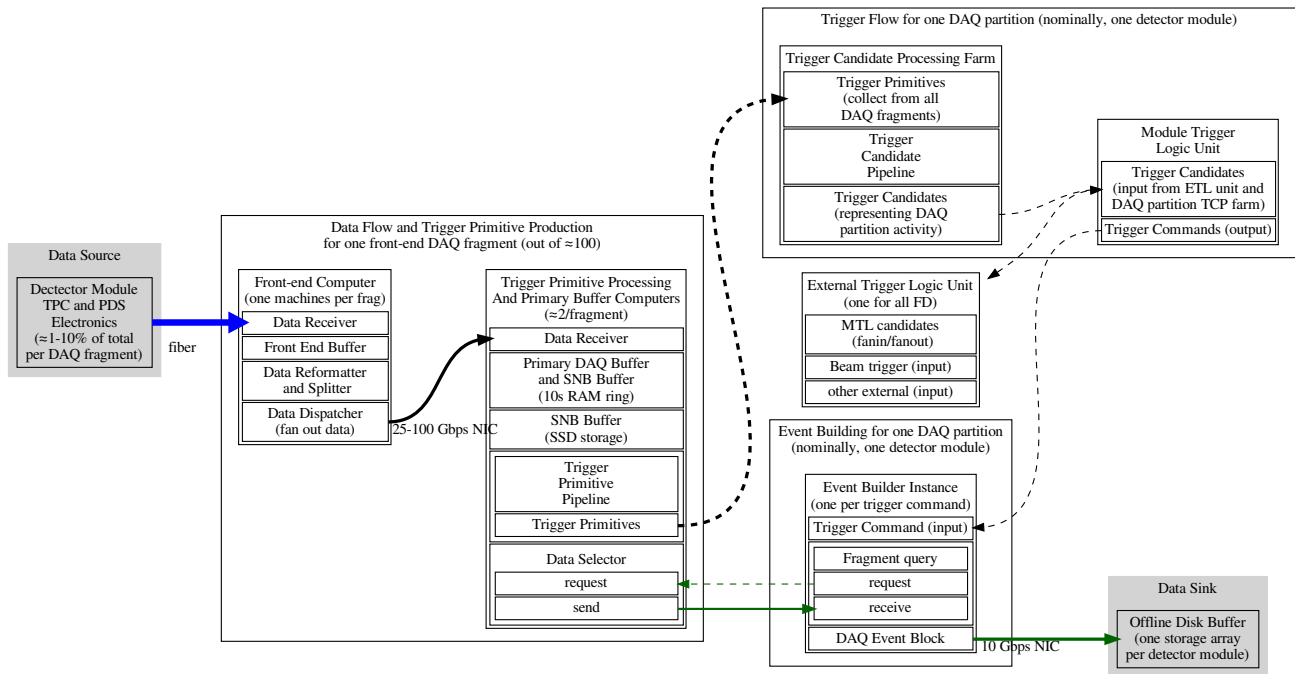 Data Source
Dectector Module
TPC and PDS
Electronics
(≈1-10% of total
per DAQ fragment)
fiber
Data Flow and Trigger Primitive Production
for one front-end DAQ fragment (out of ≈100)
Front-end Computer
(one machines per frag)
Data Receiver
Front End Buffer
Data Reformatter
and Splitter
Data Dispatcher
(fan out data)
25-100 Gbps NIC
Trigger Primitive Processing
And Primary Buffer Computers
(≈2/fragment)
Data Receiver
Primary DAQ Buffer
and SNB Buffer
(10s RAM ring)
SNB Buffer
(SSD storage)
Trigger
Primitive
Pipeline
Trigger Primitives
Data Selector
request
send
Trigger Flow for one DAQ partition (nominally, one detector module)
Trigger Candidate Processing Farm
Trigger Primitives
(collect from all
DAQ fragments)
Trigger
Candidate
Pipeline
Trigger Candidates
(representing DAQ
partition activity)
Module Trigger
Logic Unit
Trigger Candidates
(input from ETL unit and
DAQ partition TCP farm)
Trigger Commands (output)
External Trigger Logic Unit
(one for all FD)
MTL candidates
(fanin/fanout)
Beam trigger (input)
other external (input)
Event Building for one DAQ partition
(nominally, one detector module)
Event Builder Instance
(one per trigger command)
Trigger Command (input)
Fragment query
request
receive
DAQ Event Block
10 Gbps NIC
Data Sink
Offline Disk Buffer
(one storage array
per detector module)